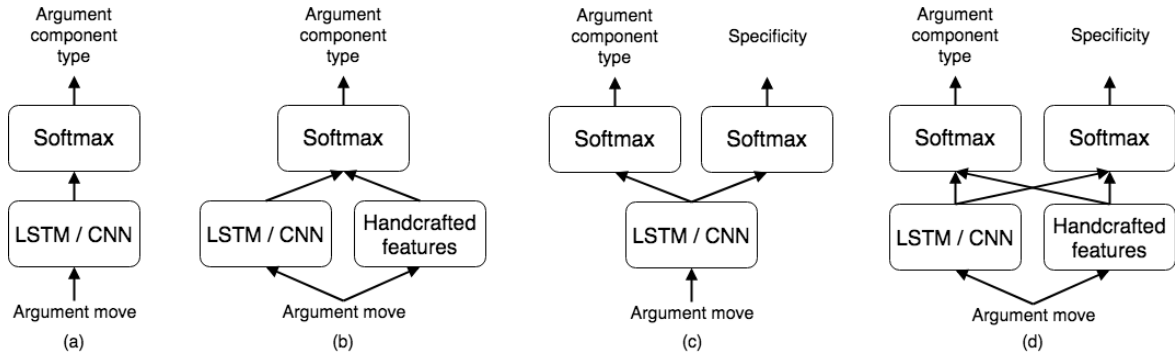 Argument
component
type
Softmax
LSTM / CNN
Argument move
(a)
Argument
component
type
Softmax
LSTM / CNN
Handcrafted
features
Argument move
(b)
Argument
component
type
Specificity
Softmax
Softmax
LSTM / CNN
Argument move
(c)
Argument
component
type
Specificity
Softmax
Softmax
LSTM / CNN
Handcrafted
features
Argument move
(d)